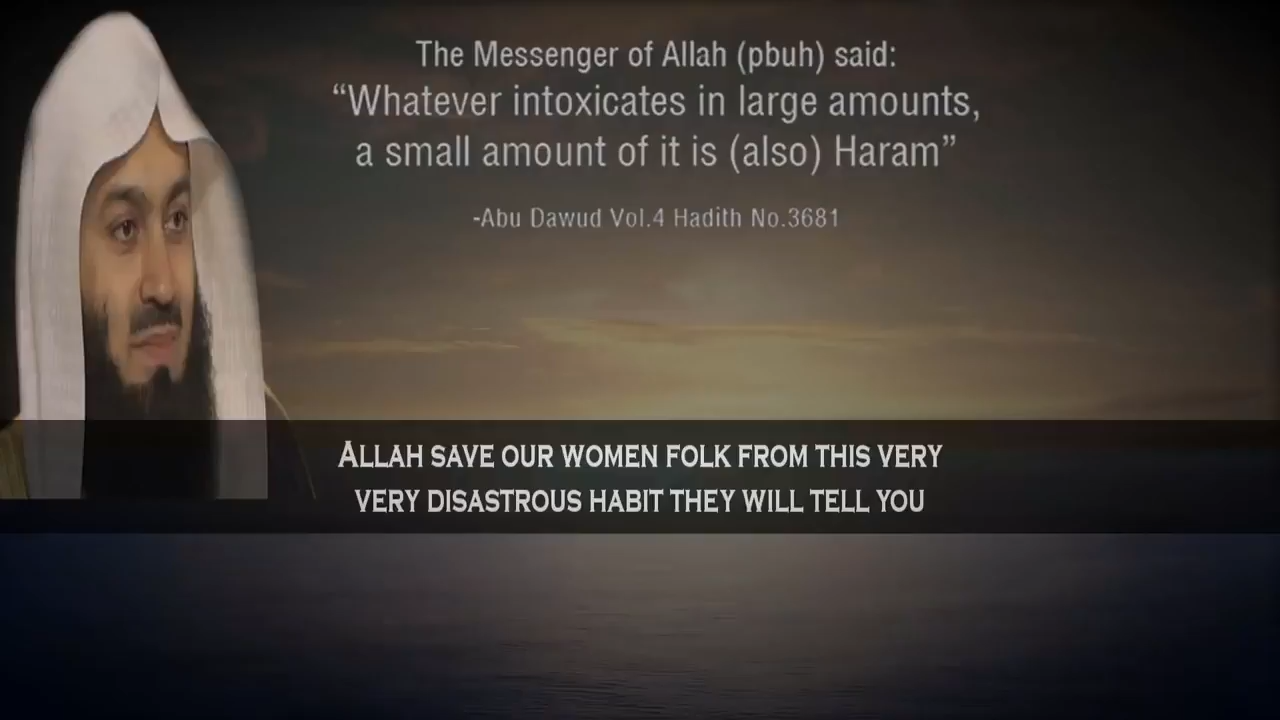 The Messenger of Allah (pbuh) said:
“Whatever intoxicates in large amounts,
a small amount of it is (also) Haram”
-Abu Dawud Vol.4 Hadith No.3681
ALLAH SAVE OUR WOMEN FOLK FROM THIS VERY
VERY DISASTROUS HABIT THEY WILL TELL YOU